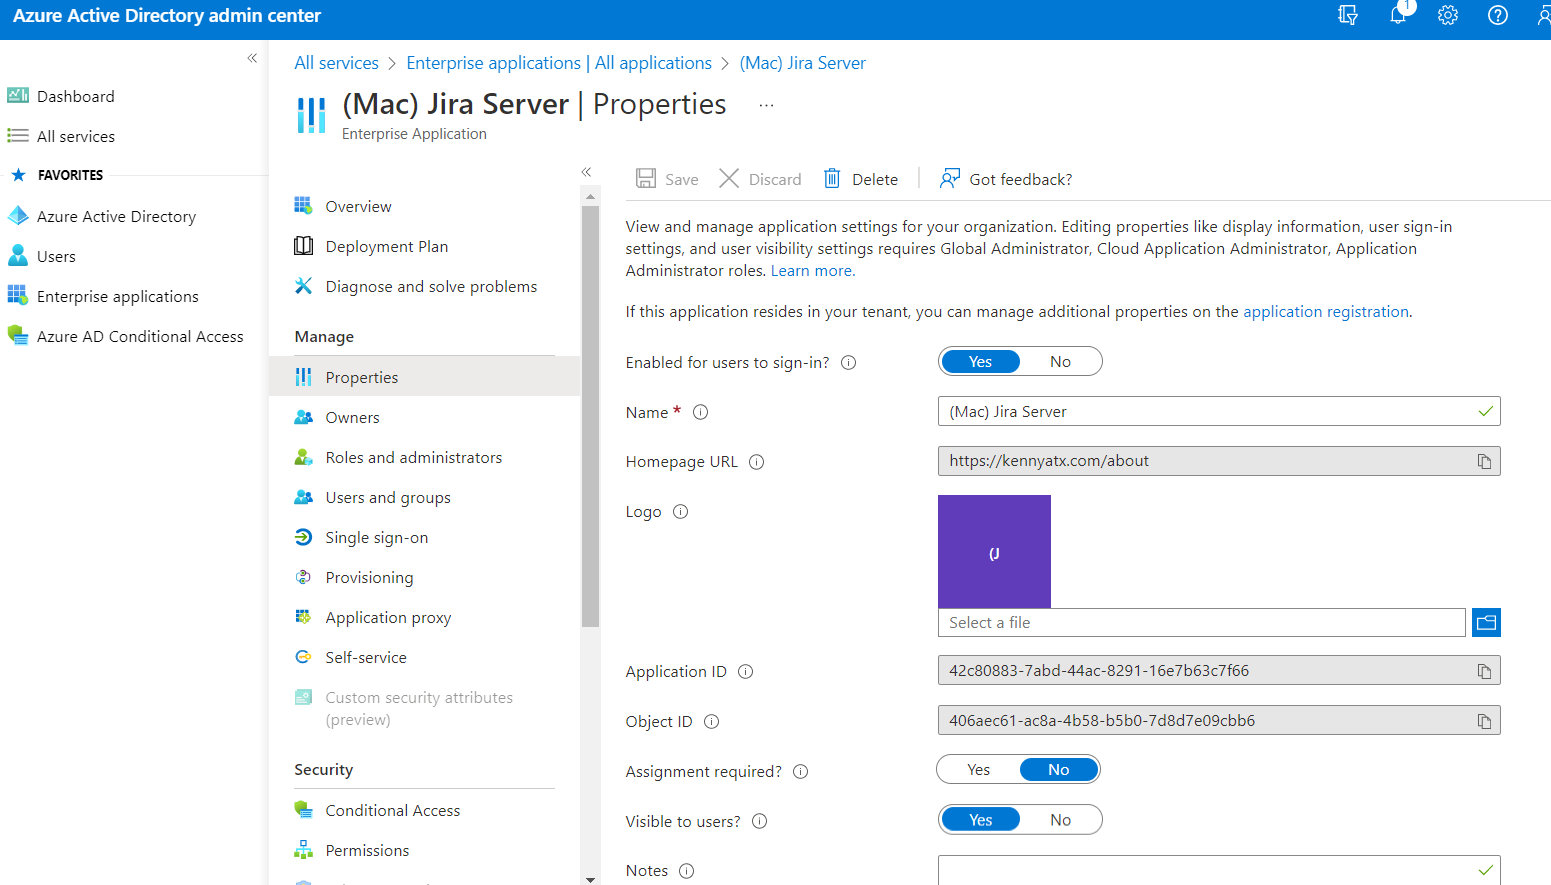 Azure Active Directory admin center
1
Dashboard
All services
FAVORITES
Azure Active Directory
Users
Enterprise applications
Azure AD Conditional Access
All services > Enterprise applications | All applications > (Mac) Jira Server
(Mac) Jira Server | Properties ...
Enterprise Application
Overview
Deployment Plan
Diagnose and solve problems
Manage
Properties
Owners
Roles and administrators
Users and groups
Single sign-on
Provisioning
Application proxy
Self-service
Custom security attributes
(preview)
Security
Conditional Access
Permissions
Save Discard Delete Got feedback?
View and manage application settings for your organization. Editing properties like display information, user sign-in
settings, and user visibility settings requires Global Administrator, Cloud Application Administrator, Application
Administrator roles. Learn more.
If this application resides in your tenant, you can manage additional properties on the application registration.
Enabled for users to sign-in? Yes No
Name * (Mac) Jira Server
Homepage URL https://kennyatx.com/about
Logo
(J
Select a file
Application ID 42c80883-7abd-44ac-8291-16e7b63c7f66
Object ID 406aec61-ac8a-4b58-b5b0-7d8d7e09cbb6
Assignment required? Yes No
Visible to users? Yes No
Notes